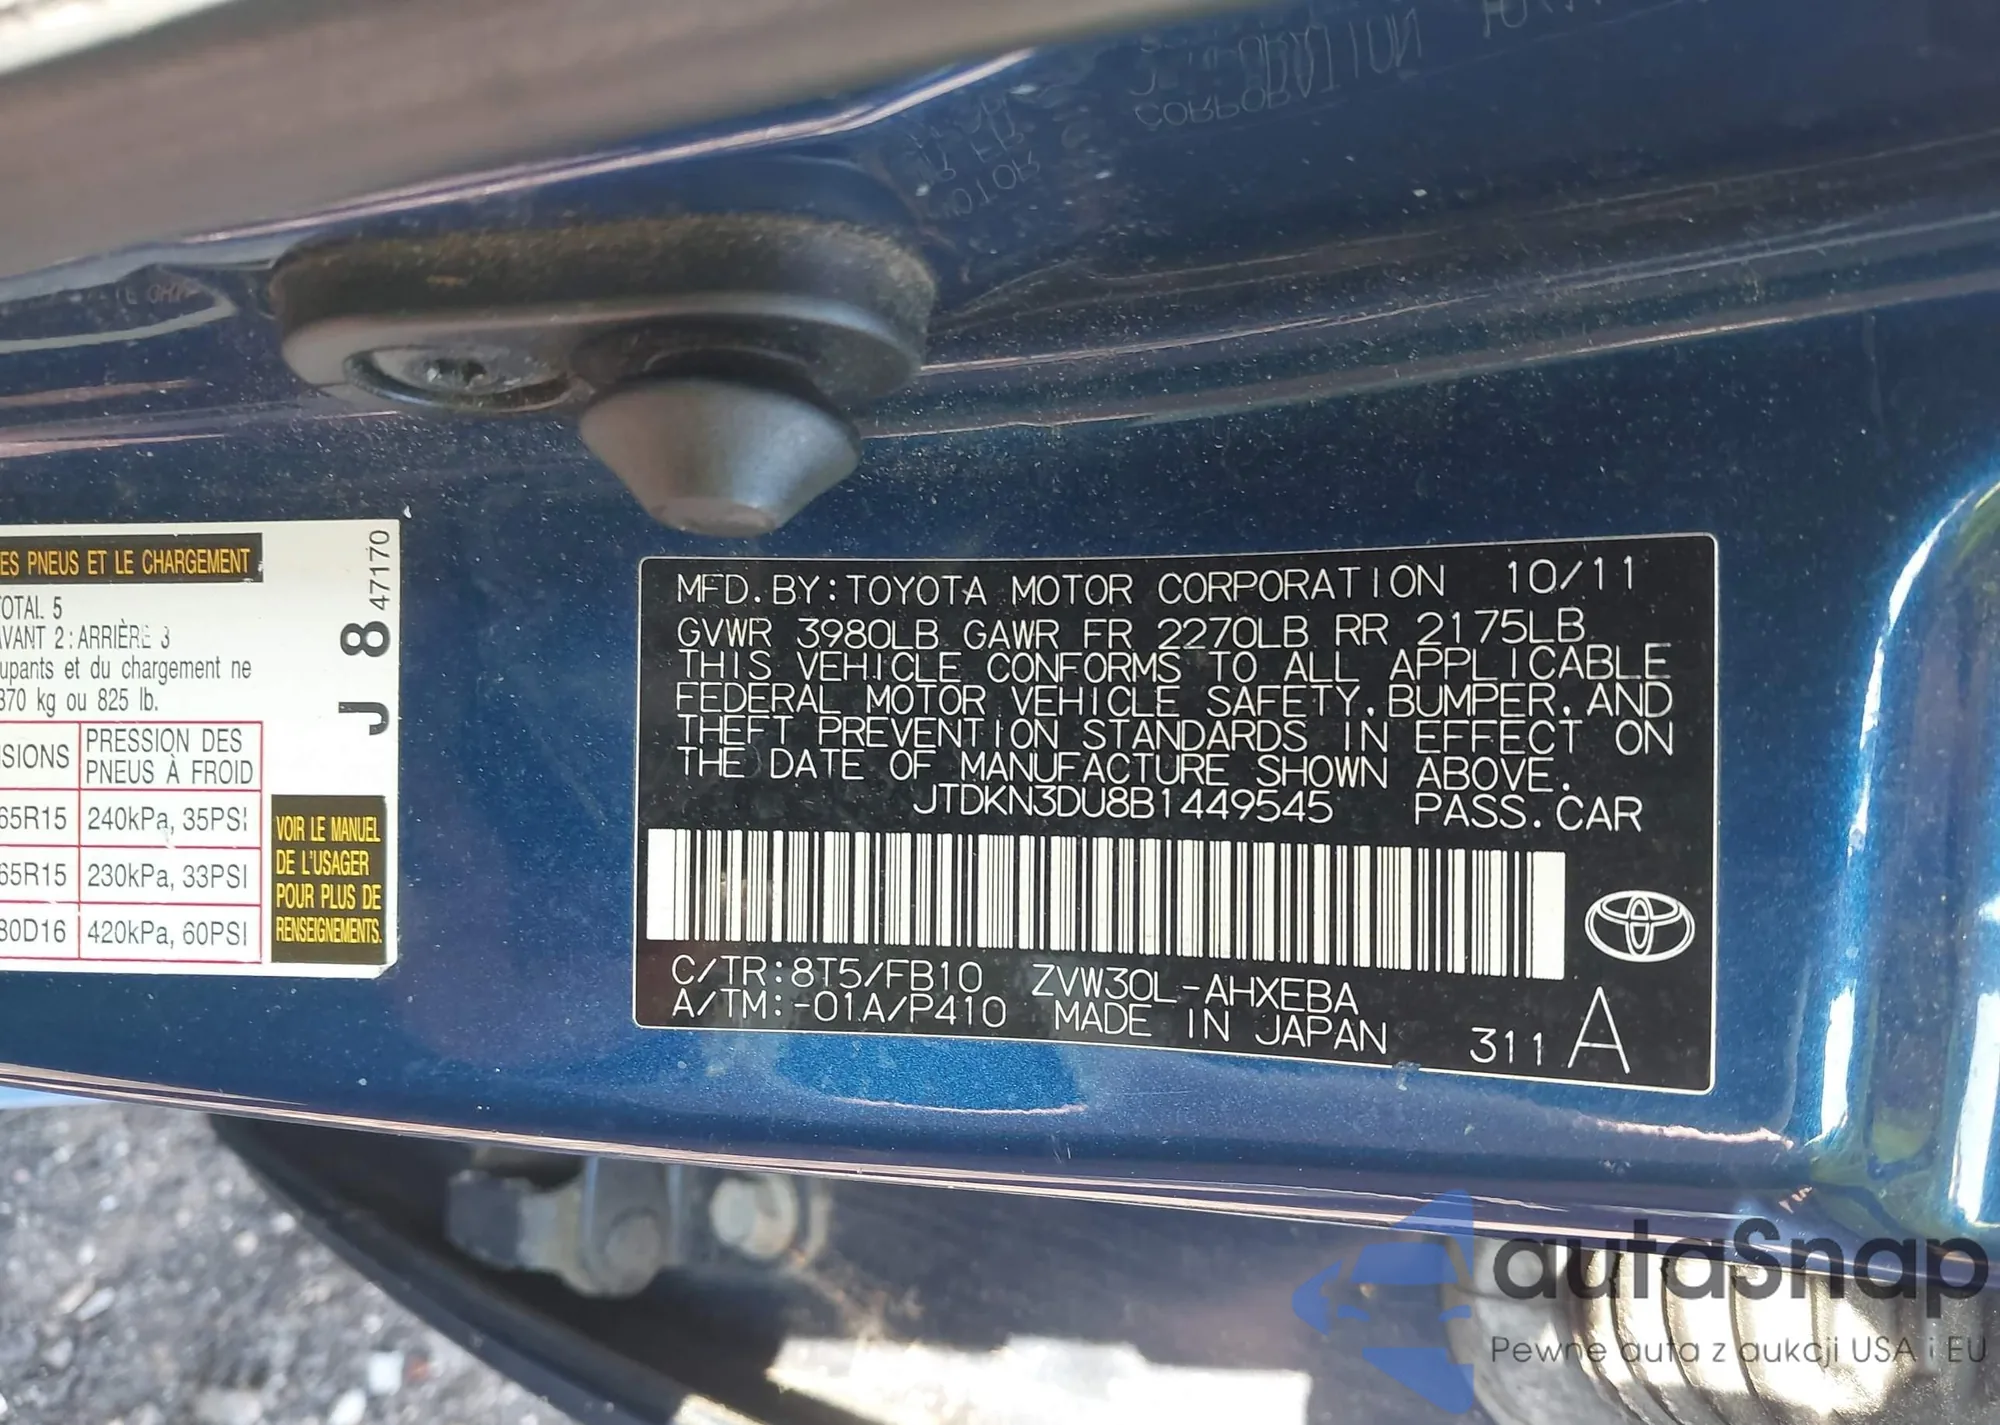 ES PNEUS ET LE CHARGEMENT
TOTAL 5
AVANT 2 : ARRIÈRE 3
upants et du chargement ne
370 kg ou 825 lb.
SIONS
PRESSION DES
PNEUS À FROID
65R15 240kPa, 35PSI
65R15 230kPa, 33PSI
80D16 420kPa, 60PSI
J 8 47170
VOIR LE MANUEL
DE L'USAGER
POUR PLUS DE
RENSEIGNEMENTS.
MFD. BY: TOYOTA MOTOR CORPORATION 10/11
GVWR 3980LB GAWR FR 2270LB RR 2175LB
THIS VEHICLE CONFORMS TO ALL APPLICABLE
FEDERAL MOTOR VEHICLE SAFETY, BUMPER, AND
THEFT PREVENTION STANDARDS IN EFFECT ON
THE DATE OF MANUFACTURE SHOWN ABOVE.
JTDKN3DU8B1449545 PASS. CAR
C/TR:8T5/FB10 ZVW30L-AHXEBA
A/TM:-01A/P410 MADE IN JAPAN 311 A
autaSnap
Pewne auta z aukcji USA i EU